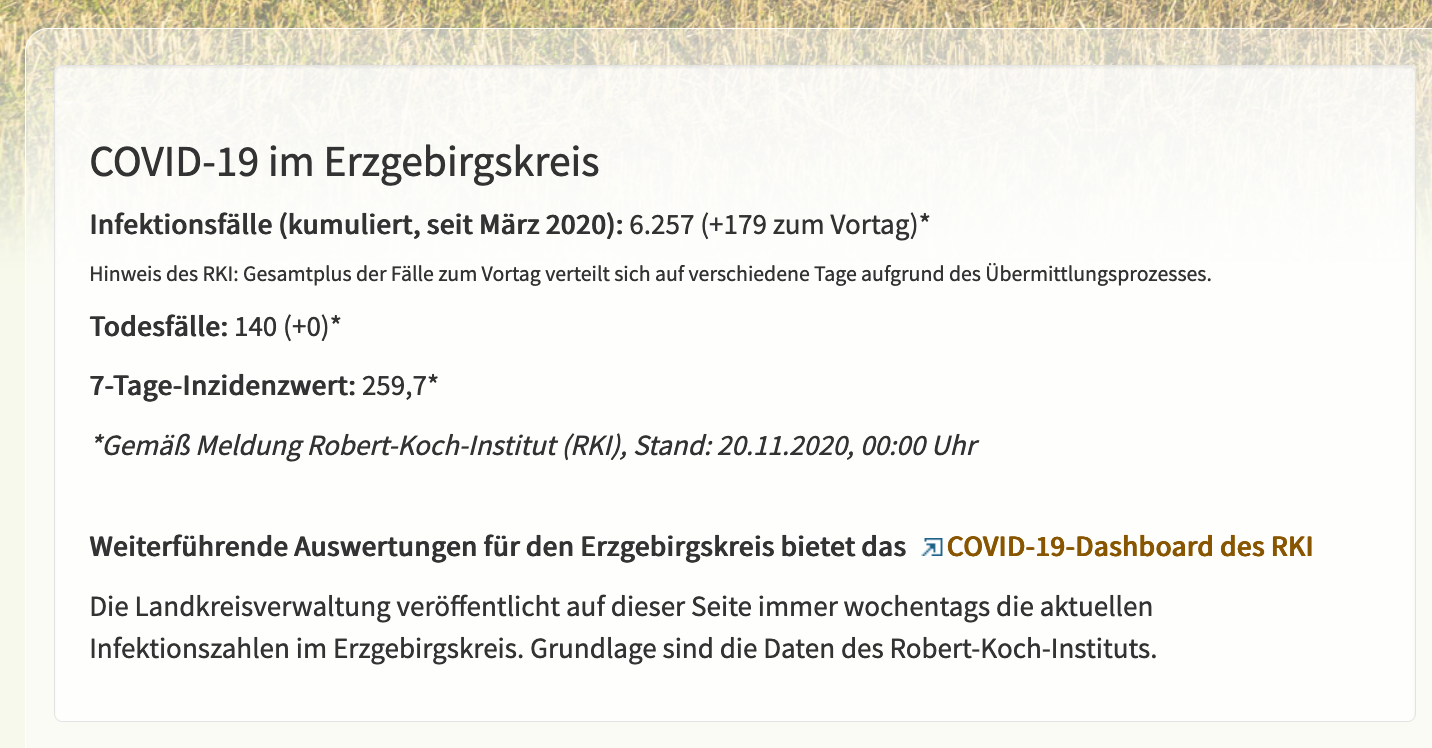 COVID-19 im Erzgebirgskreis
Infektionsfälle (kumuliert, seit März 2020): 6.257 (+179 zum Vortag)*
Hinweis des RKI: Gesamtplus der Fälle zum Vortag verteilt sich auf verschiedene Tage aufgrund des Übermittlungsprozesses.
Todesfälle: 140 (+0)*
7-Tage-Inzidenzwert: 259,7*
*Gemäß Meldung Robert-Koch-Institut (RKI), Stand: 20.11.2020, 00:00 Uhr
Weiterführende Auswertungen für den Erzgebirgskreis bietet das COVID-19-Dashboard des RKI
Die Landkreisverwaltung veröffentlicht auf dieser Seite immer wochentags die aktuellen
Infektionszahlen im Erzgebirgskreis. Grundlage sind die Daten des Robert-Koch-Instituts.